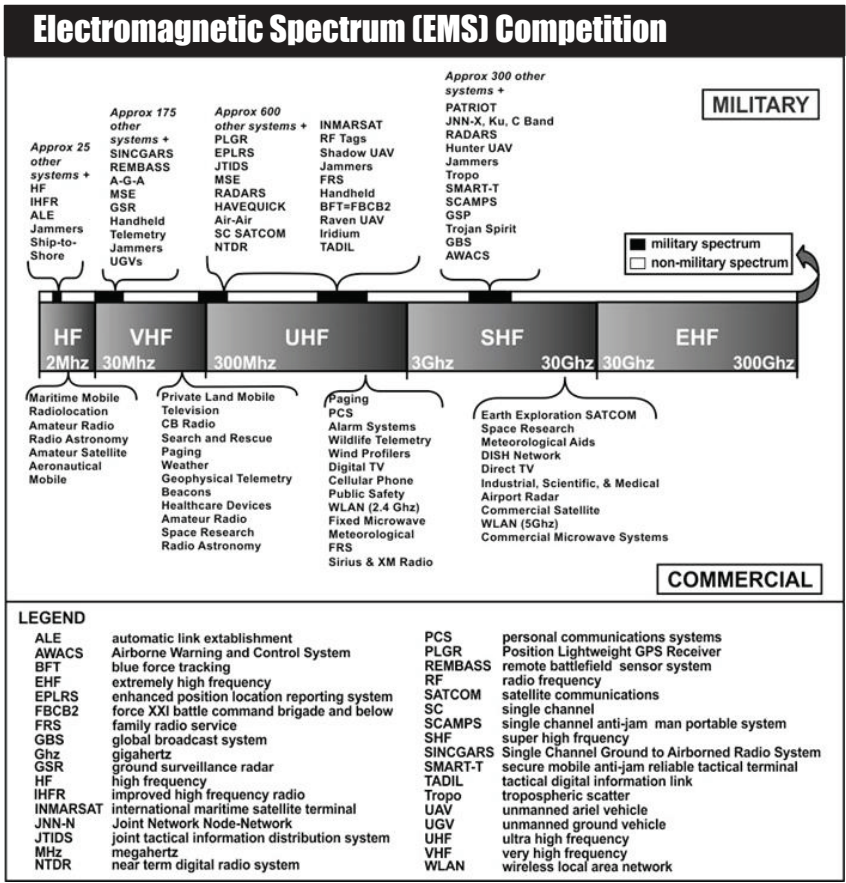 Electromagnetic Spectrum (EMS) Competition
MILITARY
Approx 25
other
systems +
HF
IHFR
ALE
Jammers
Ship-to-
Shore
Approx 175
other
systems +
SINCGARS
REMBASS
A-G-A
MSE
GSR
Handheld
Telemetry
Jammers
UGVs
Approx 600
other systems +
PLGR
EPLRS
JTIDS
MSE
RADARS
HAVEQUICK
Air-Air
SC SATCOM
NTDR
INMARSAT
RF Tags
Shadow UAV
Jammers
FRS
Handheld
BFT=FBCB2
Raven UAV
Iridium
TADIL
Approx 300 other
systems +
PATRIOT
JNN-X, Ku, C Band
RADARS
Hunter UAV
Jammers
Tropo
SMART-T
SCAMPS
GSP
Trojan Spirit
GBS
AWACS
military spectrum
non-military spectrum
HF VHF UHF SHF EHF
2Mhz 30Mhz 300Mhz 3Ghz 30Ghz 30Ghz 300Ghz
Maritime Mobile
Radiolocation
Amateur Radio
Radio Astronomy
Amateur Satellite
Aeronautical
Mobile
Private Land Mobile
Television
CB Radio
Search and Rescue
Paging
Weather
Geophysical Telemetry
Beacons
Healthcare Devices
Amateur Radio
Space Research
Radio Astronomy
Paging
PCS
Alarm Systems
Wildlife Telemetry
Wind Profilers
Digital TV
Cellular Phone
Public Safety
WLAN (2.4 Ghz)
Fixed Microwave
Meteorological
FRS
Sirius & XM Radio
Earth Exploration SATCOM
Space Research
Meteorological Aids
DISH Network
Direct TV
Industrial, Scientific, & Medical
Airport Radar
Commercial Satellite
WLAN (5Ghz)
Commercial Microwave Systems
COMMERCIAL
LEGEND
ALE automatic link extablishment
AWACS Airborne Warning and Control System
BFT blue force tracking
EHF extremely high frequency
EPLRS enhanced position location reporting system
FBCB2 force XXI battle command brigade and below
FRS family radio service
GBS global broadcast system
Ghz gigahertz
GSR ground surveillance radar
HF high frequency
IHFR improved high frequency radio
INMARSAT international maritime satellite terminal
JNN-N Joint Network Node-Network
JTIDS joint tactical information distribution system
MHz megahertz
NTDR near term digital radio system
PCS personal communications systems
PLGR Position Lightweight GPS Receiver
REMBASS remote battlefield sensor system
RF radio frequency
SATCOM satellite communications
SC single channel
SCAMPS single channel anti-jam man portable system
SHF super high frquency
SINCGARS Single Channel Ground to Airborned Radio System
SMART-T secure mobile anti-jam reliable tactical terminal
TADIL tactical digital information link
Tropo tropospheric scatter
UAV unmanned ariel vehicle
UGV unmanned ground vehicle
UHF ultra high frequency
VHF very high frequency
WLAN wireless local area network